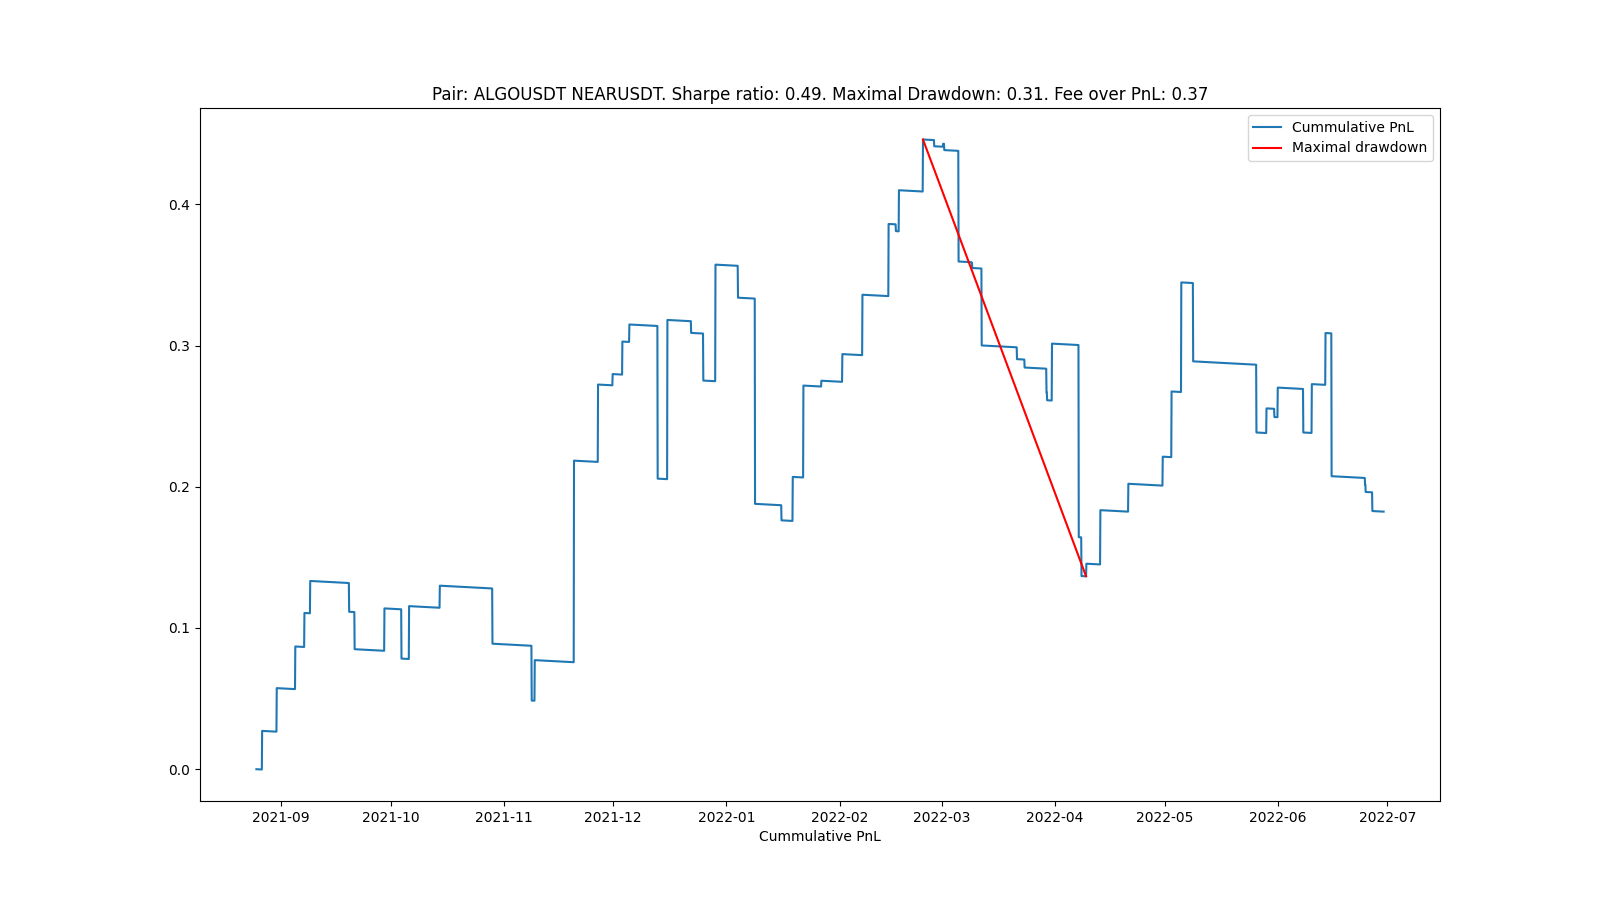 Pair: ALGOUSDT NEARUSDT. Sharpe ratio: 0.49. Maximal Drawdown: 0.31. Fee over PnL: 0.37
Cummulative PnL
Maximal drawdown
0.4
0.3
0.2
0.1
0.0
2021-09 2021-10 2021-11 2021-12 2022-01 2022-02 2022-03 2022-04 2022-05 2022-06 2022-07
Cummulative PnL